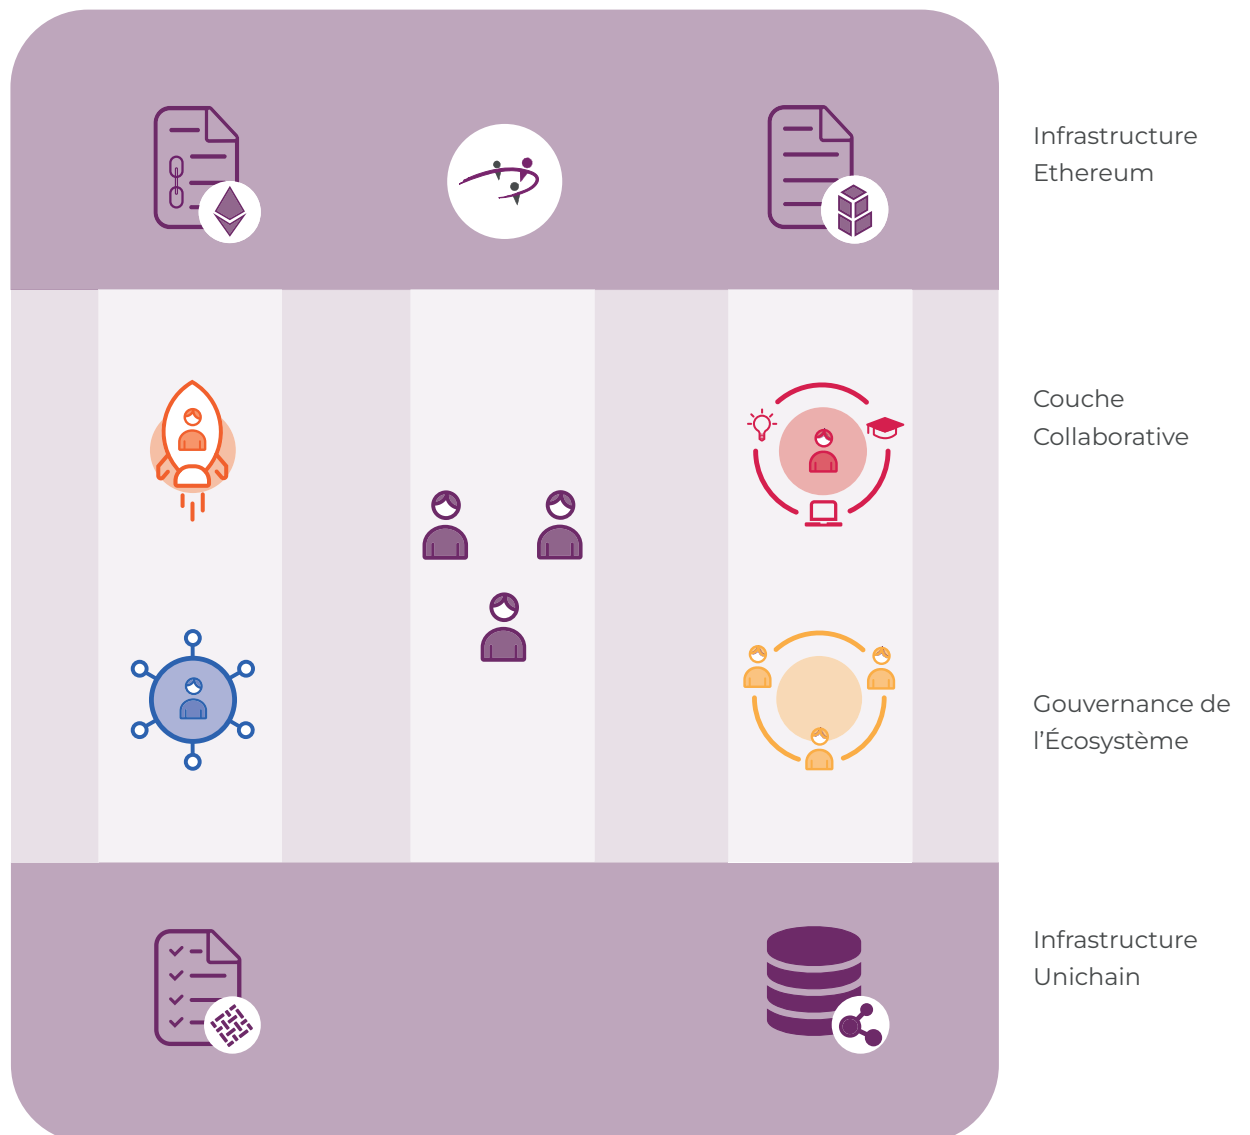 Infrastructure
Ethereum
Couche
Collaborative
Gouvernance de
l’Écosystème
Infrastructure
Unichain